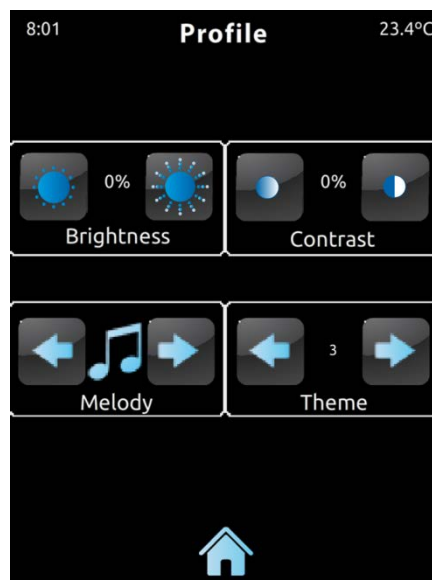 8:01 Profile 23.4°C
0% 0%
Brightness Contrast
3
Melody Theme